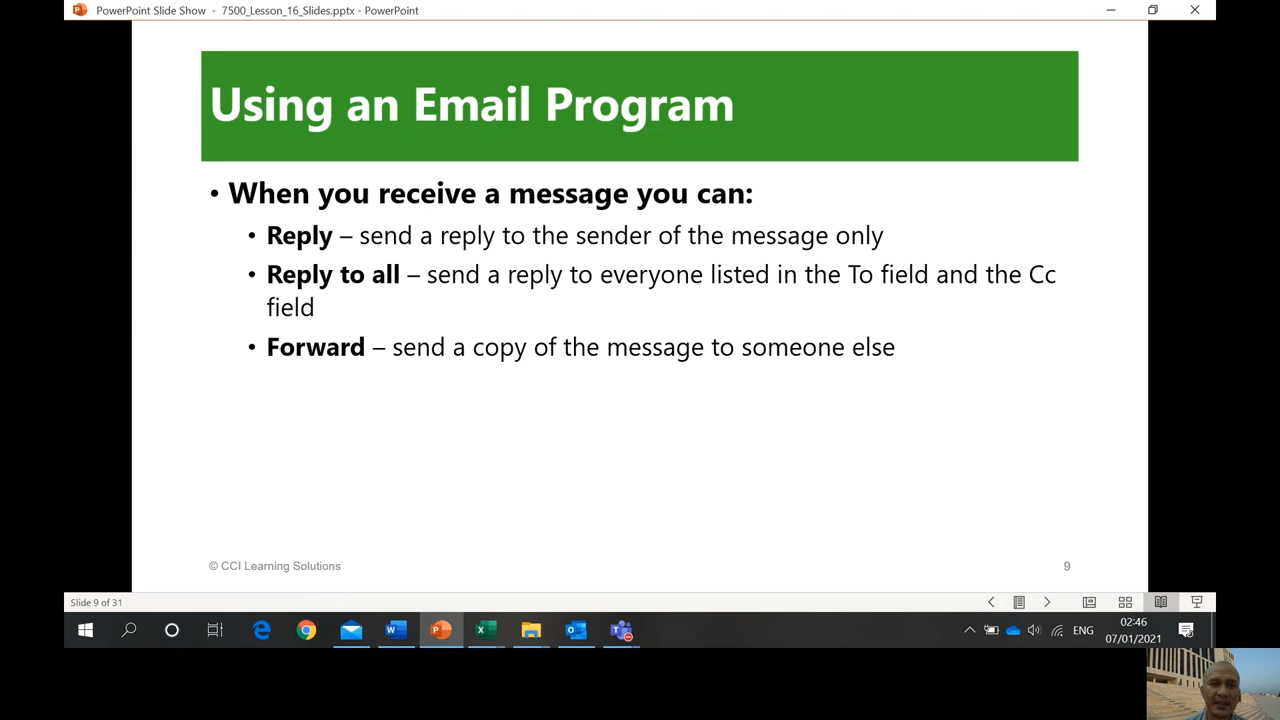 PowerPoint Slide Show - 7500_Lesson_16_Slides.pptx - PowerPoint
Using an Email Program
• When you receive a message you can:
• Reply – send a reply to the sender of the message only
• Reply to all – send a reply to everyone listed in the To field and the Cc
field
• Forward – send a copy of the message to someone else
© CCI Learning Solutions
9
Slide 9 of 31
ENG
02:46
07/01/2021